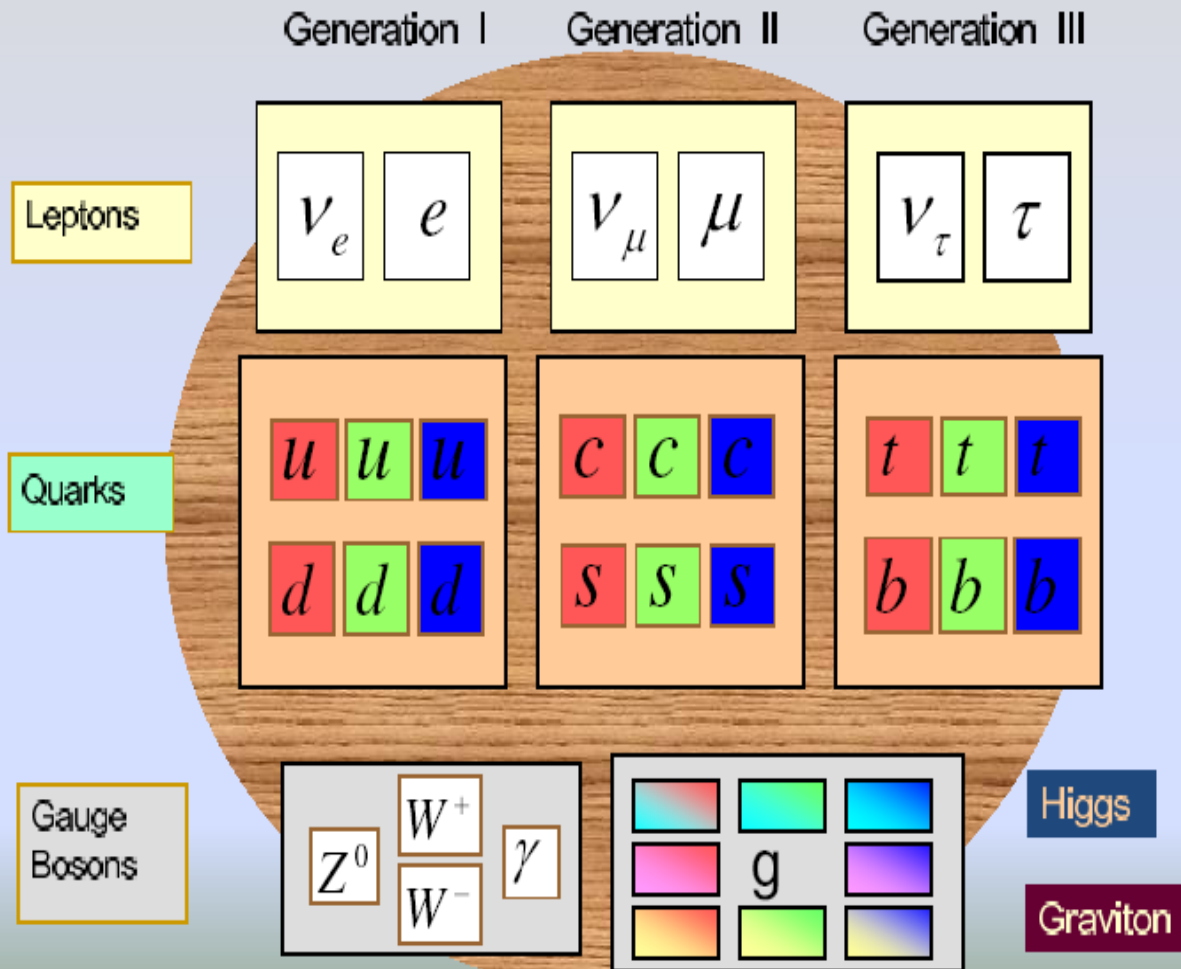 Generation I Generation II Generation III
Leptons
νe e νμ μ ντ τ
Quarks
u u u c c c t t t
d d d s s s b b b
Gauge
Bosons
Z⁰ W⁺ γ
W⁻
g
Higgs
Graviton